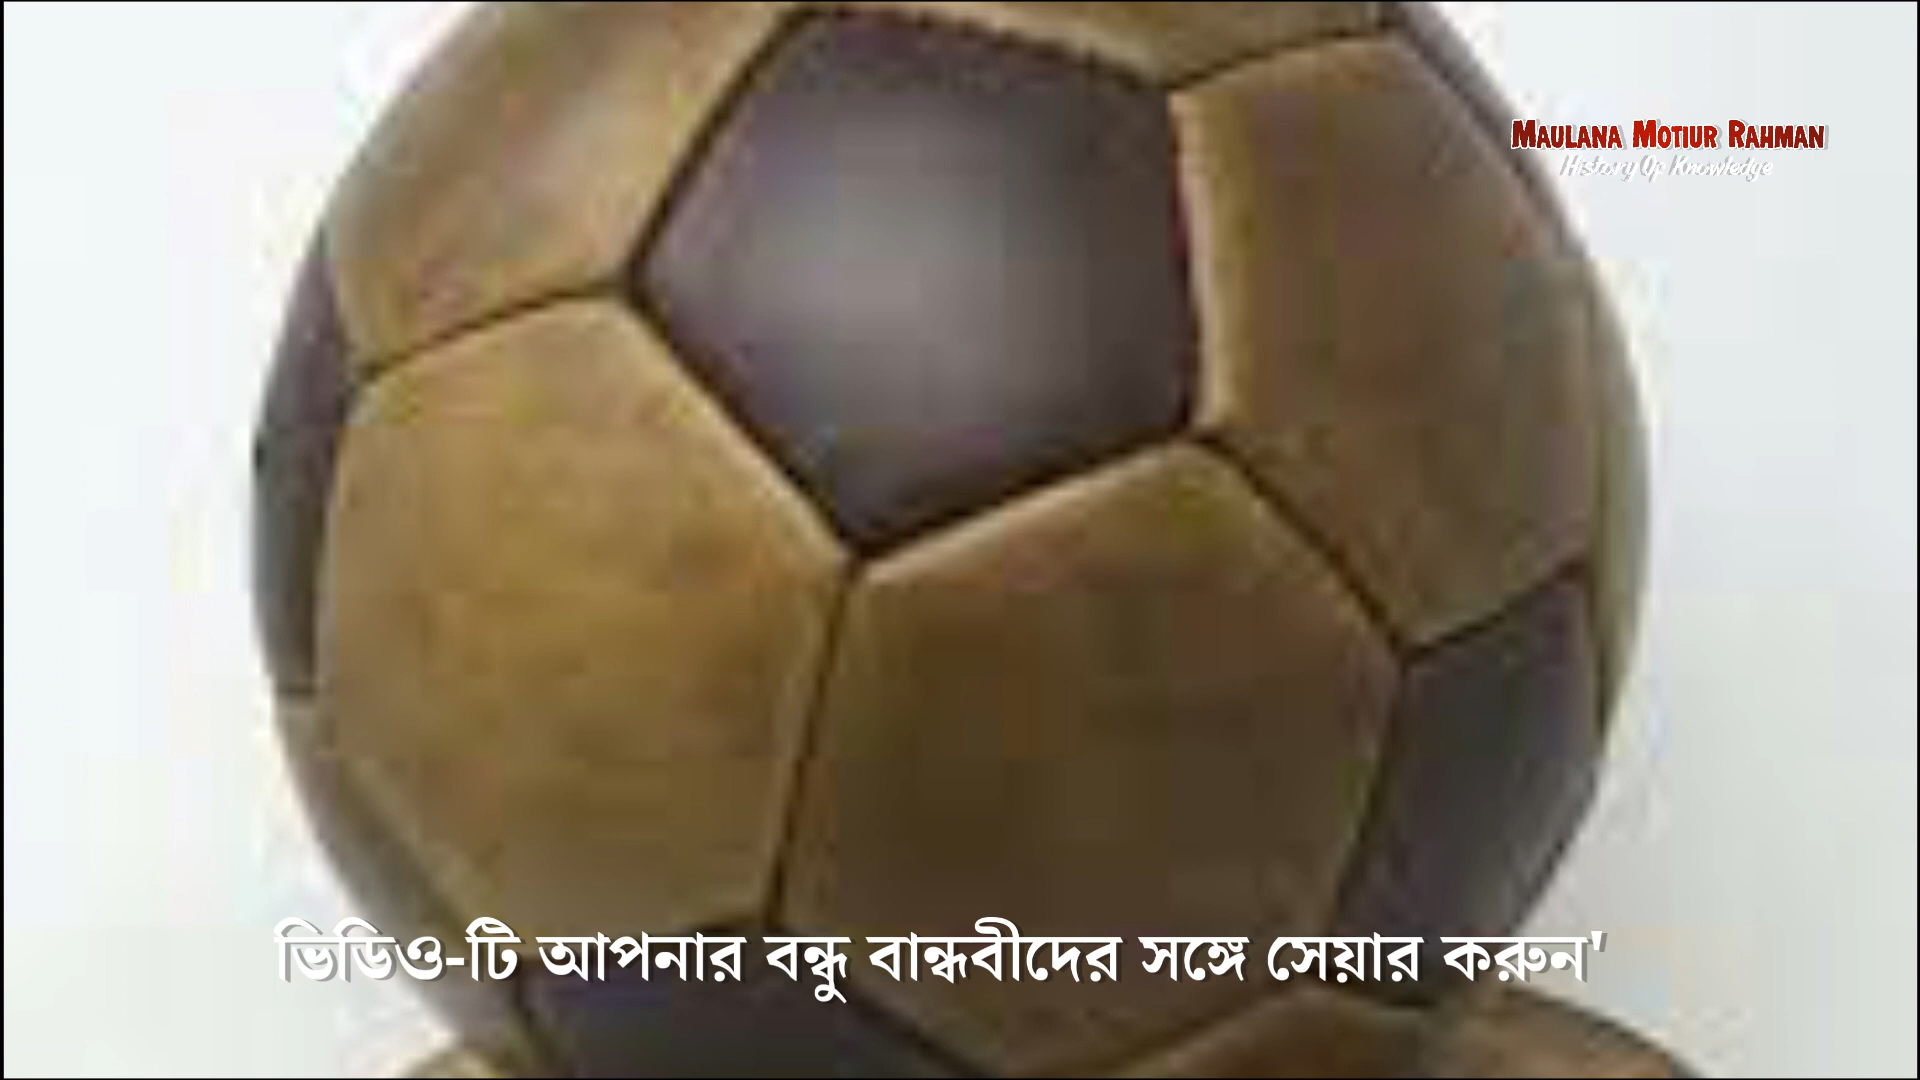 MAULANA MOTIUR RAHMAN
History Of Knowledge
ভিডিও-টি আপনার বন্ধু বান্ধবীদের সঙ্গে সেয়ার করুন'